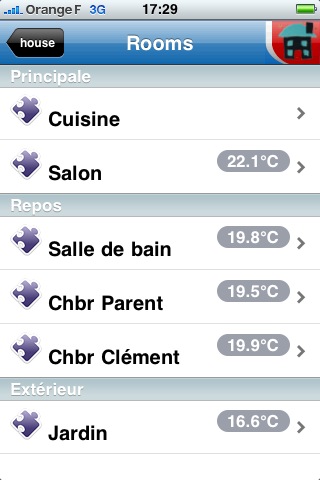 Orange F 3G 17:29
house Rooms
Principale
Cuisine
Salon 22.1°C
Repos
Salle de bain 19.8°C
Chbr Parent 19.5°C
Chbr Clément 19.9°C
Extérieur
Jardin 16.6°C